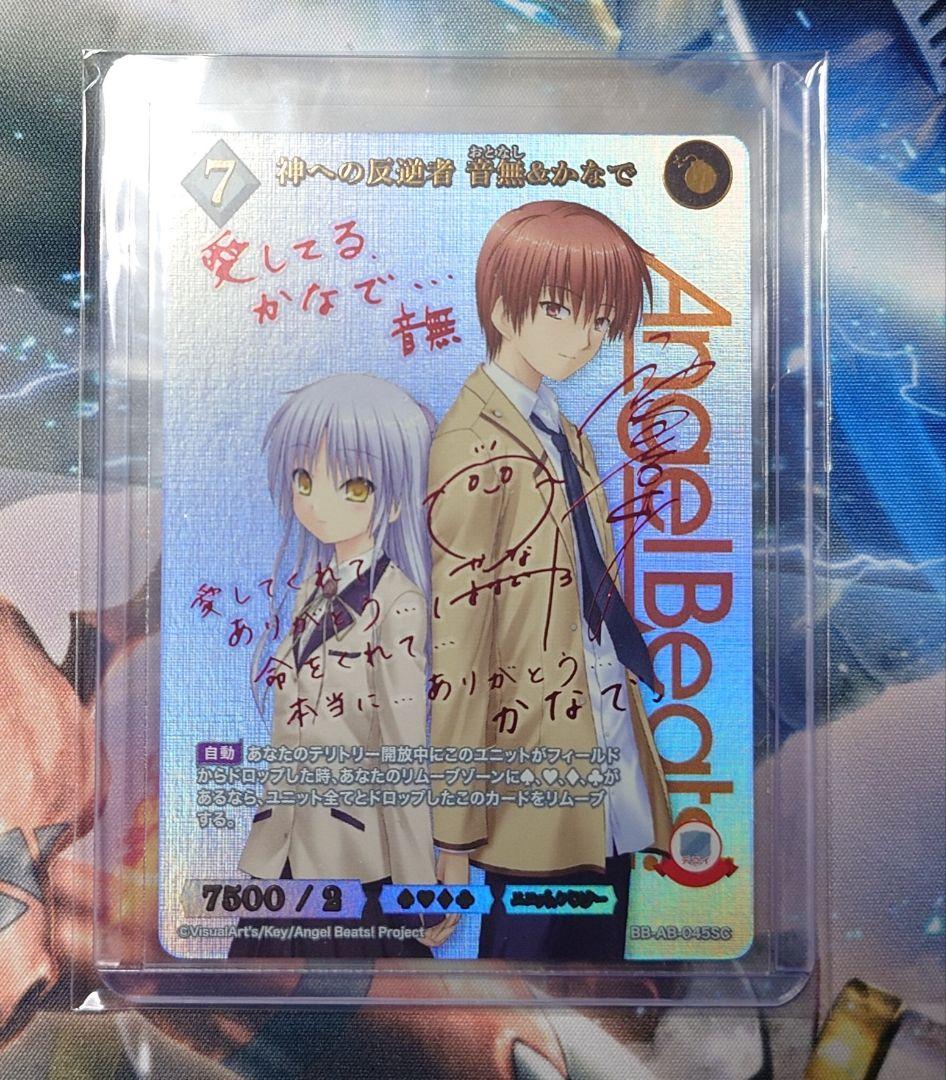 7
神への反逆者 音無&かなで
おとなし
愛してる、
かなで…
音無
Angel Beats!
愛してくれて
ありがとう…
命をくれて…
本当に…ありがとう…
かなで
自動 あなたのテリトリー開放中にこのユニットがフィールド
からドロップした時、あなたのリムーブゾーンに♠、♥、♦、♣が
あるなら、ユニット全てとドロップしたこのカードをリムーブ
する。
7500 / 2
♠♥♦♣
©VisualArt's/Key/Angel Beats! Project
BB-AB-045SC